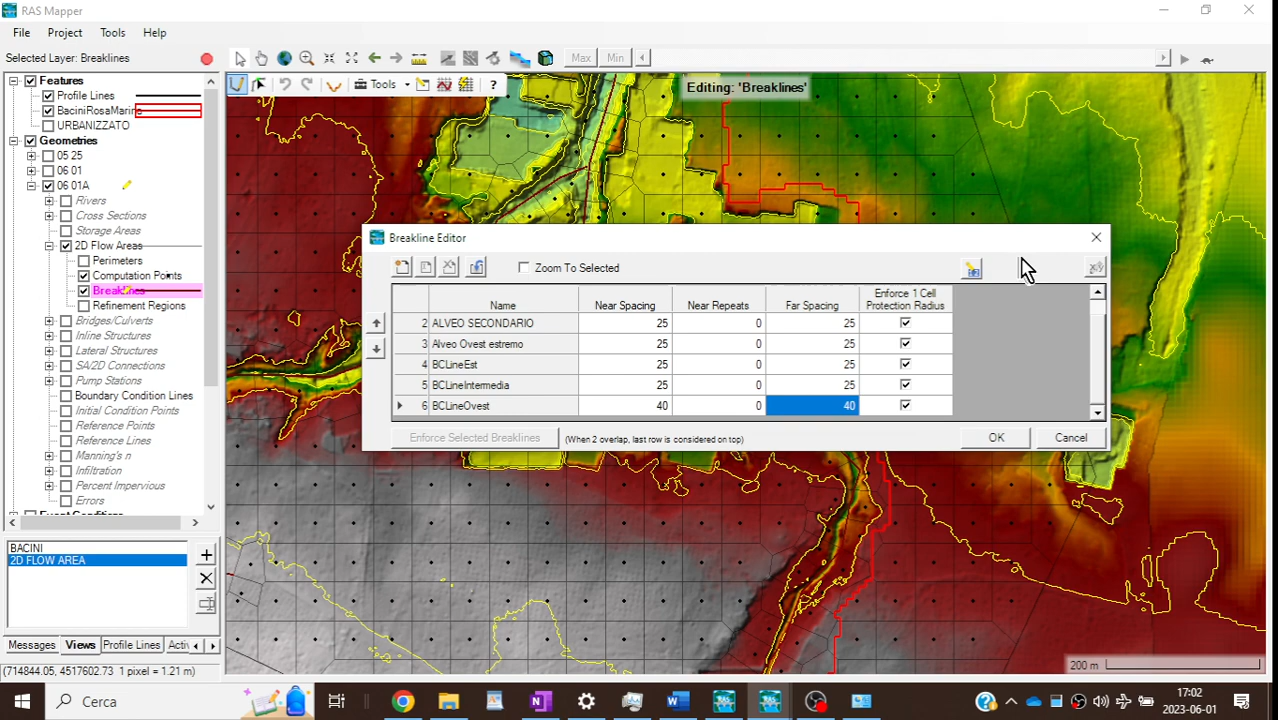 RAS Mapper
File Project Tools Help
Selected Layer: Breaklines
Max Min
Tools ?
Editing: 'Breaklines'
Features
Profile Lines
BaciniRosaMarin
URBANIZZATO
Geometries
05 25
06 01
06 01A
Rivers
Cross Sections
Storage Areas
2D Flow Areas
Perimeters
Computation Points
Breaklines
Refinement Regions
Bridges/Culverts
Inline Structures
Lateral Structures
SA/2D Connections
Pump Stations
Boundary Condition Lines
Initial Condition Points
Reference Points
Reference Lines
Manning's n
Infiltration
Percent Impervious
Errors
Breakline Editor
Zoom To Selected
Name Near Spacing Near Repeats Far Spacing Enforce 1 Cell Protection Radius
2 ALVEO SECONDARIO 25 0 25
3 Alveo Ovest estremo 25 0 25
4 BCLineEst 25 0 25
5 BCLineIntermedia 25 0 25
6 BCLineOvest 40 0 40
Enforce Selected Breaklines (When 2 overlap, last row is considered on top) OK Cancel
BACINI
2D FLOW AREA
Messages Views Profile Lines Activ
(714844.05, 4517602.73 1 pixel = 1.21 m)
200 m
Cerca
17:02
2023-06-01